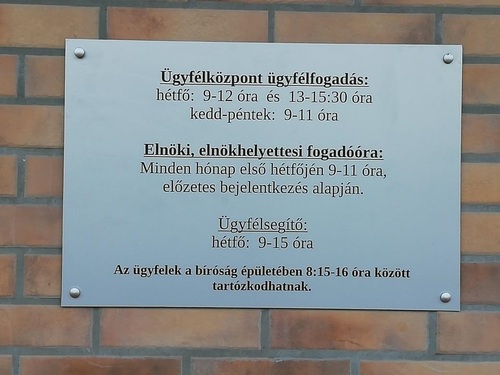 Ügyfélközpont ügyfélfogadás:
hétfő: 9-12 óra és 13-15:30 óra
kedd-péntek: 9-11 óra
Elnöki, elnökhelyettesi fogadóóra:
Minden hónap első hétfőjén 9-11 óra,
előzetes bejelentkezés alapján.
Ügyfélsegítő:
hétfő: 9-15 óra
Az ügyfelek a bíróság épületében 8:15-16 óra között
tartózkodhatnak.